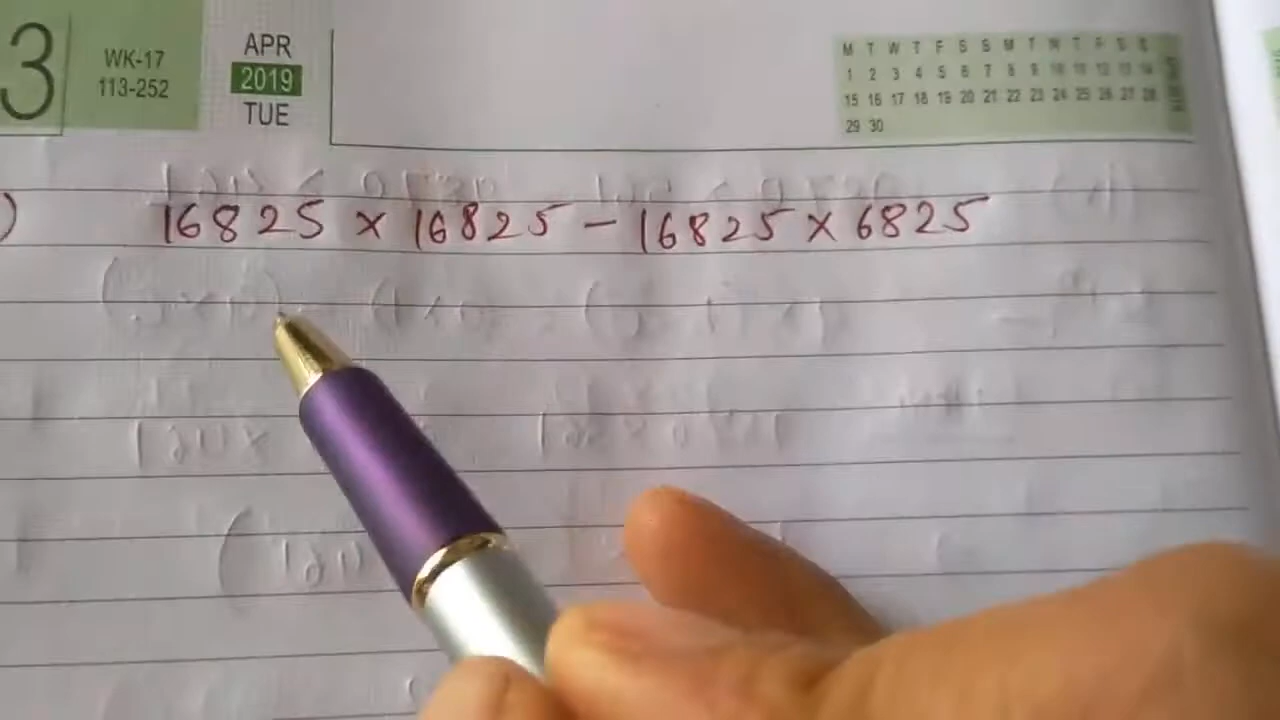 3
WK-17
113-252
APR
2019
TUE
M T W T F S S M T W T F S S
1 2 3 4 5 6 7 8 9 10 11 12 13 14
15 16 17 18 19 20 21 22 23 24 25 26 27 28
29 30
) 16825 × 16825 – 16825 × 6825